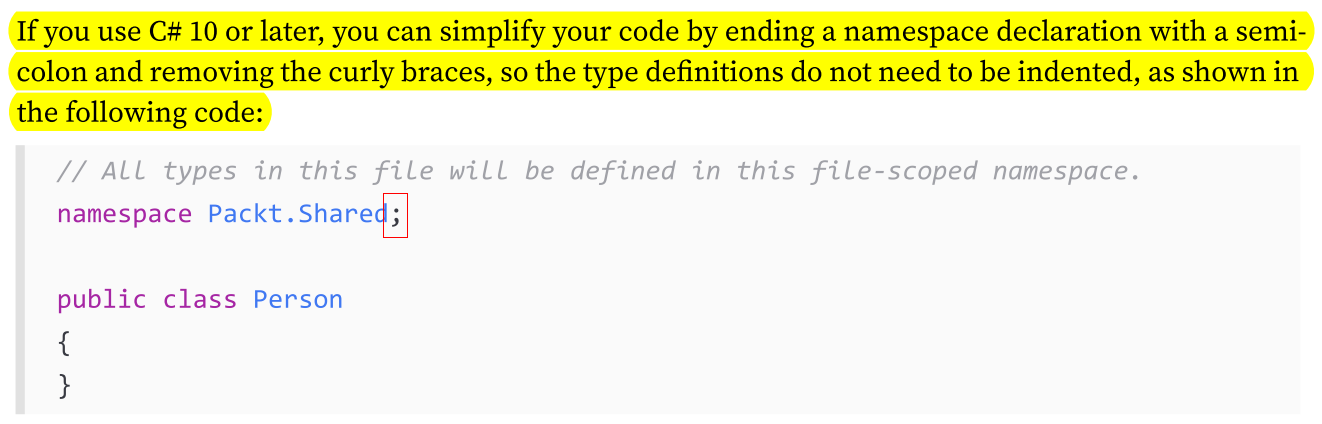 If you use C# 10 or later, you can simplify your code by ending a namespace declaration with a semi-
colon and removing the curly braces, so the type definitions do not need to be indented, as shown in
the following code:
// All types in this file will be defined in this file-scoped namespace.
namespace Packt.Shared;
public class Person
{
}